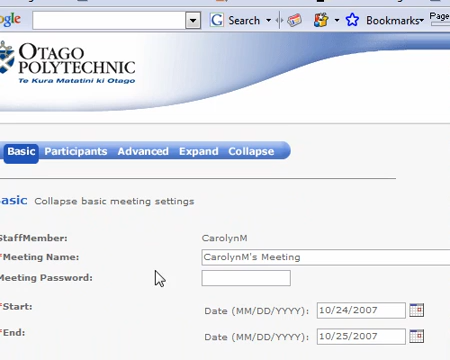 ogle Search Bookmarks Page
OTAGO
POLYTECHNIC
Te Kura Matatini ki Otago
Basic Participants Advanced Expand Collapse
asic Collapse basic meeting settings
StaffMember: CarolynM
*Meeting Name: CarolynM's Meeting
Meeting Password:
*Start: Date (MM/DD/YYYY): 10/24/2007
*End: Date (MM/DD/YYYY): 10/25/2007